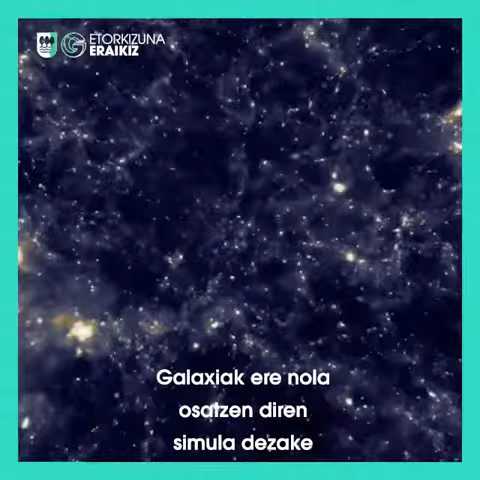 ETORKIZUNA
ERAIKIZ
Galaxiak ere nola
osatzen diren
simula dezake